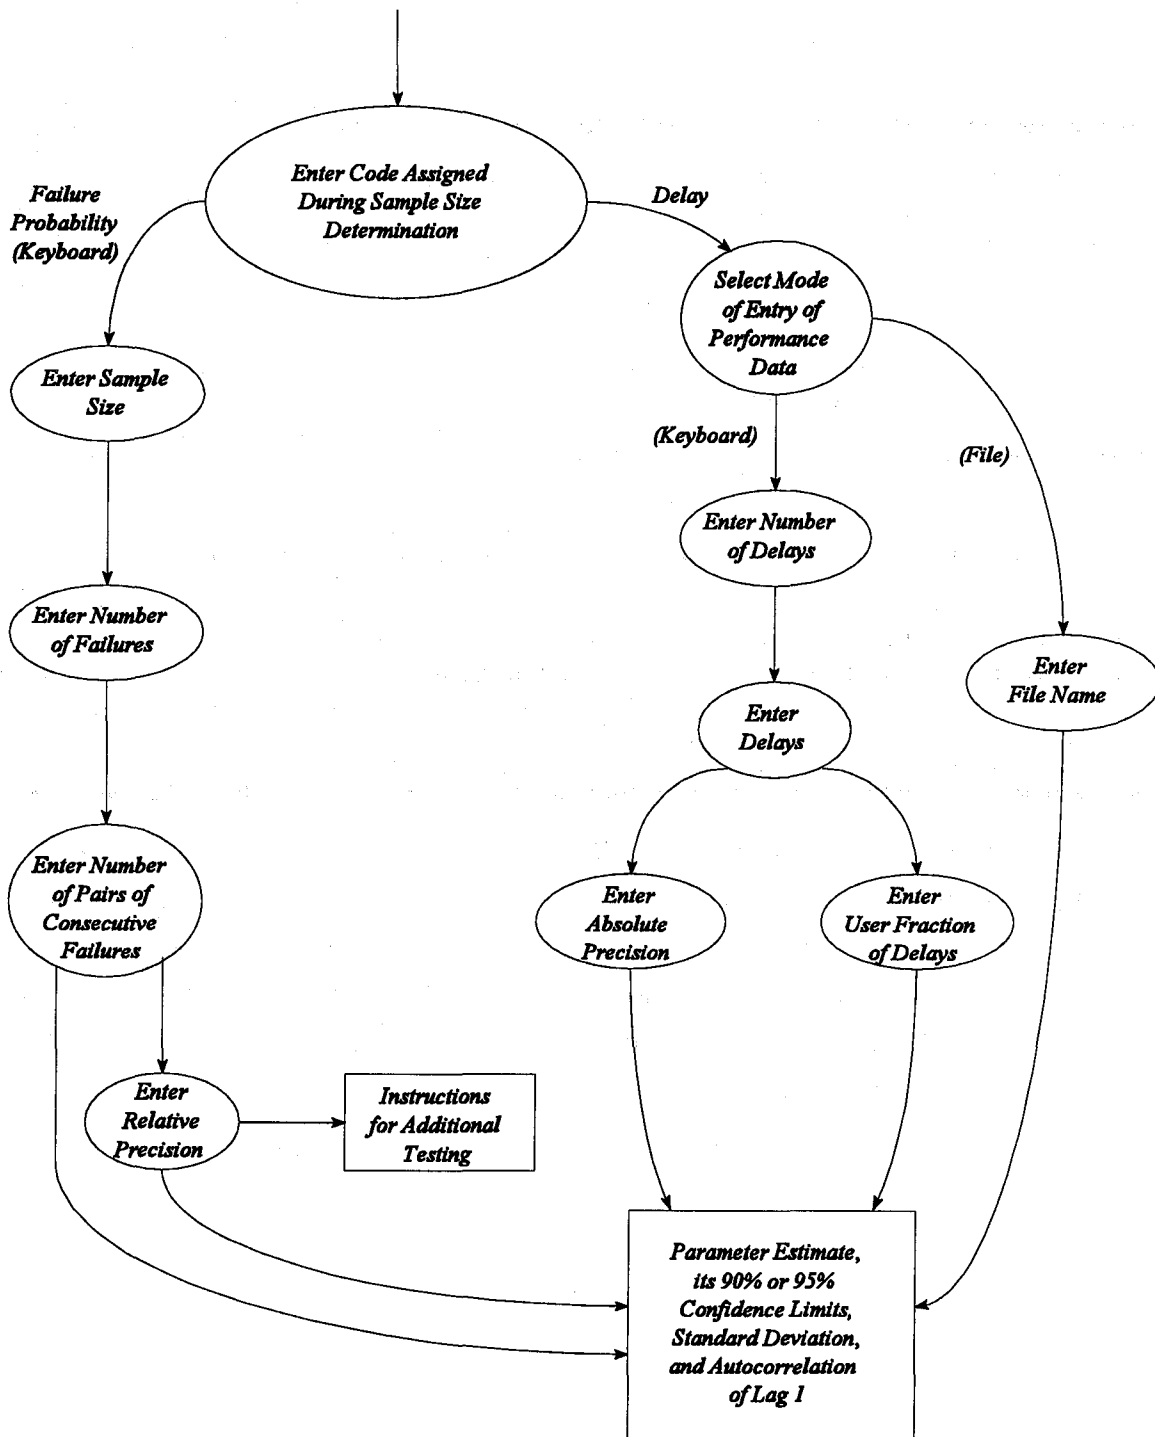 Enter Code Assigned
During Sample Size
Determination
Failure
Probability
(Keyboard)
Delay
Select Mode
of Entry of
Performance
Data
Enter Sample
Size
(Keyboard)
(File)
Enter Number
of Delays
Enter Number
of Failures
Enter
File Name
Enter
Delays
Enter Number
of Pairs of
Consecutive
Failures
Enter
Absolute
Precision
Enter
User Fraction
of Delays
Enter
Relative
Precision
Instructions
for Additional
Testing
Parameter Estimate,
its 90% or 95%
Confidence Limits,
Standard Deviation,
and Autocorrelation
of Lag 1